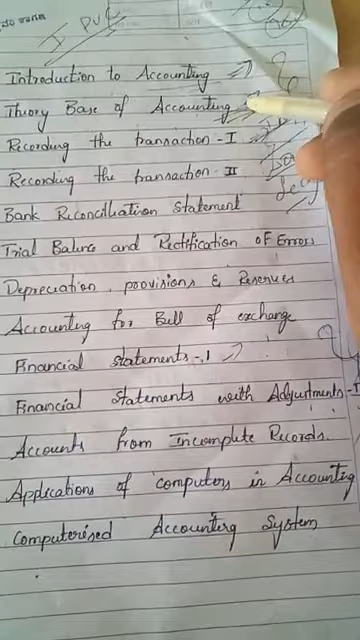 I PUC
Introduction to Accounting
Theory Base of Accounting
Recording the transaction - I
Recording the transaction - II
Bank Reconciliation Statement
Trial Balance and Rectification of Errors
Depreciation, provisions & Reserves
Accounting for Bill of exchange
Financial statements - 1
Financial Statements with Adjustments - I
Accounts from Incomplete Records.
Applications of computers in Accounting
Computerised Accounting System